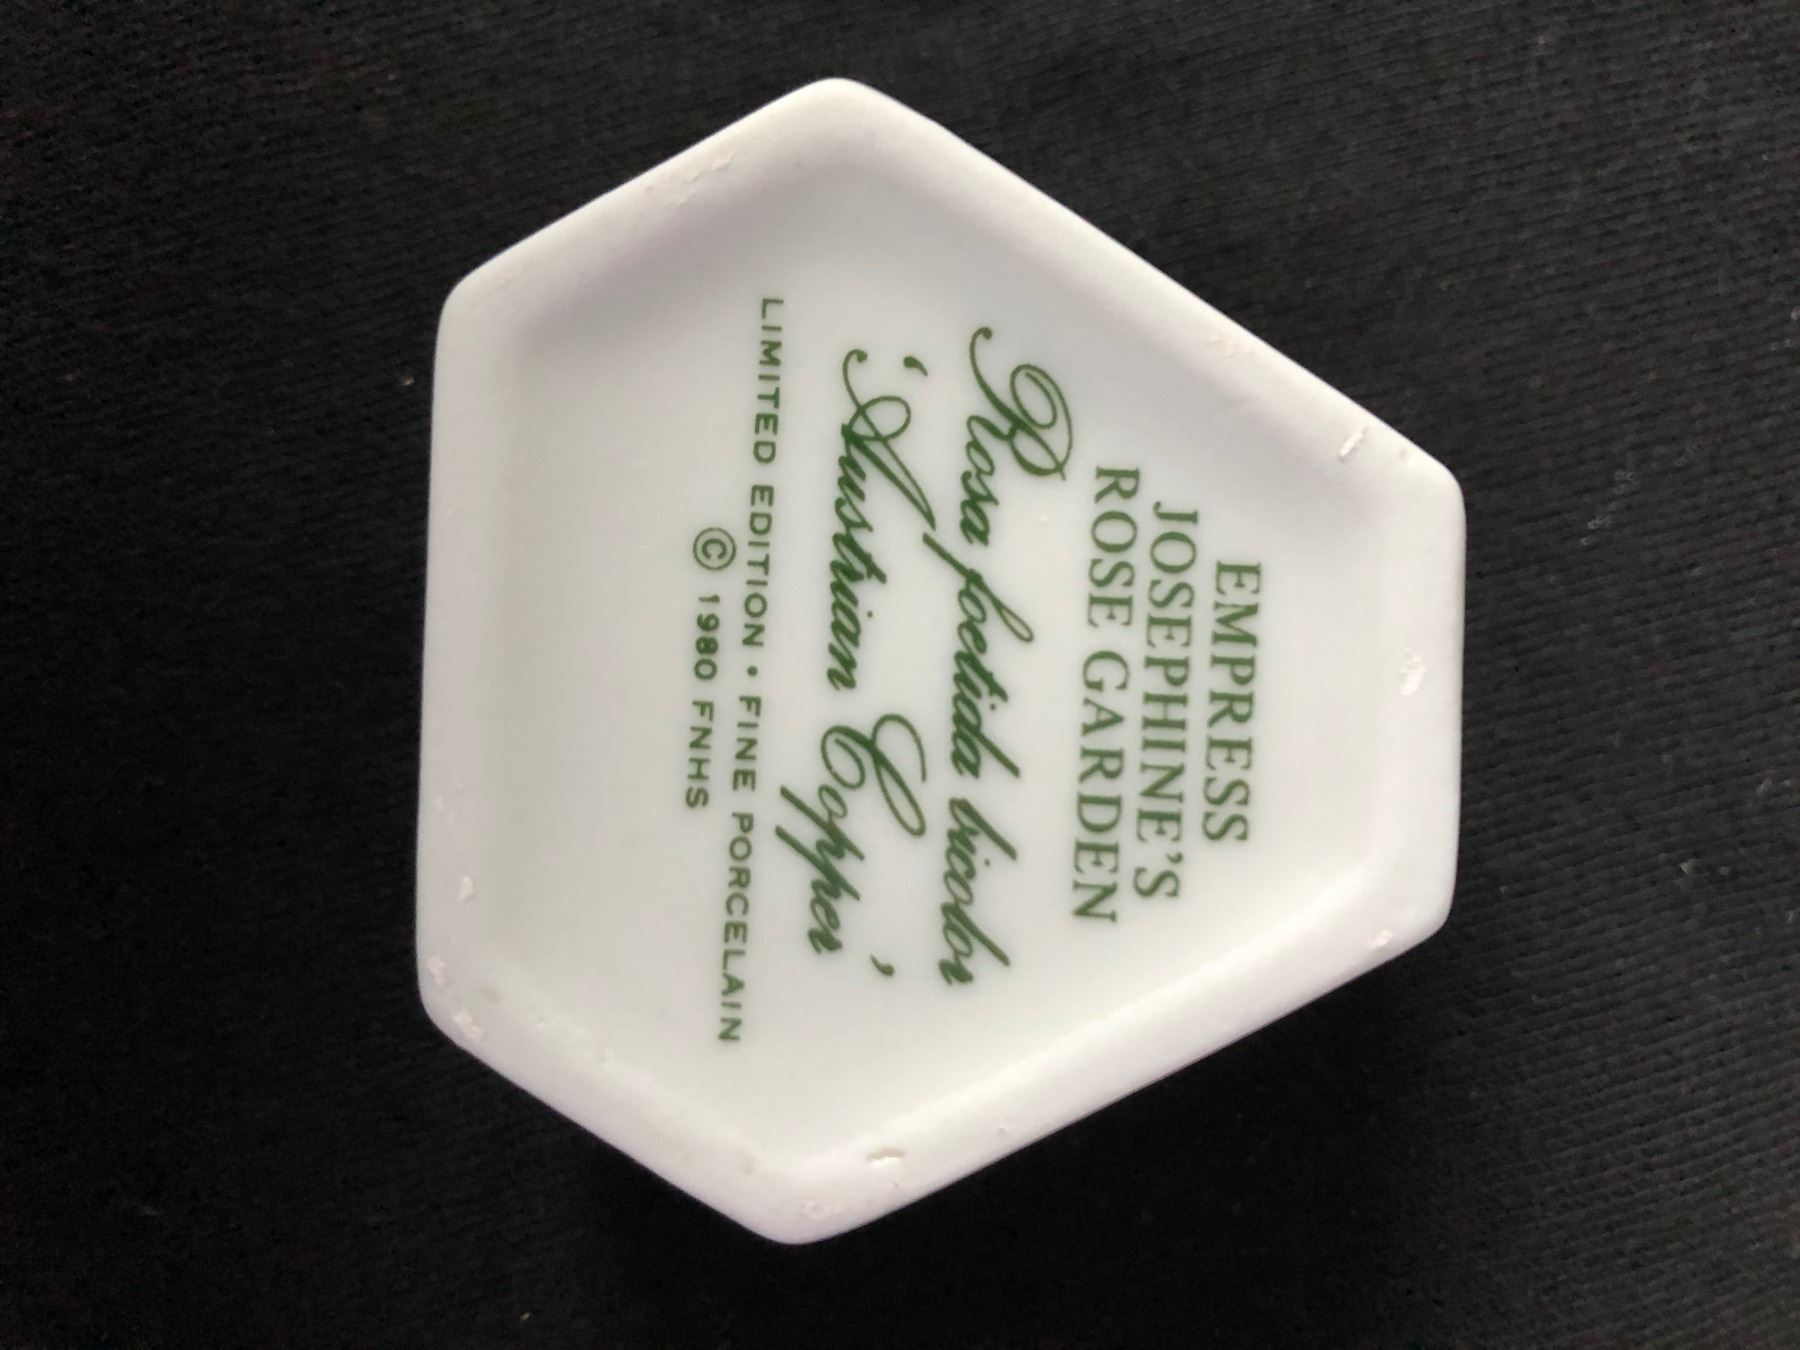 EMPRESS
JOSEPHINE'S
ROSE GARDEN
Rosa foetida bicolor
'Austrian Copper'
LIMITED EDITION • FINE PORCELAIN
© 1980 FNHS